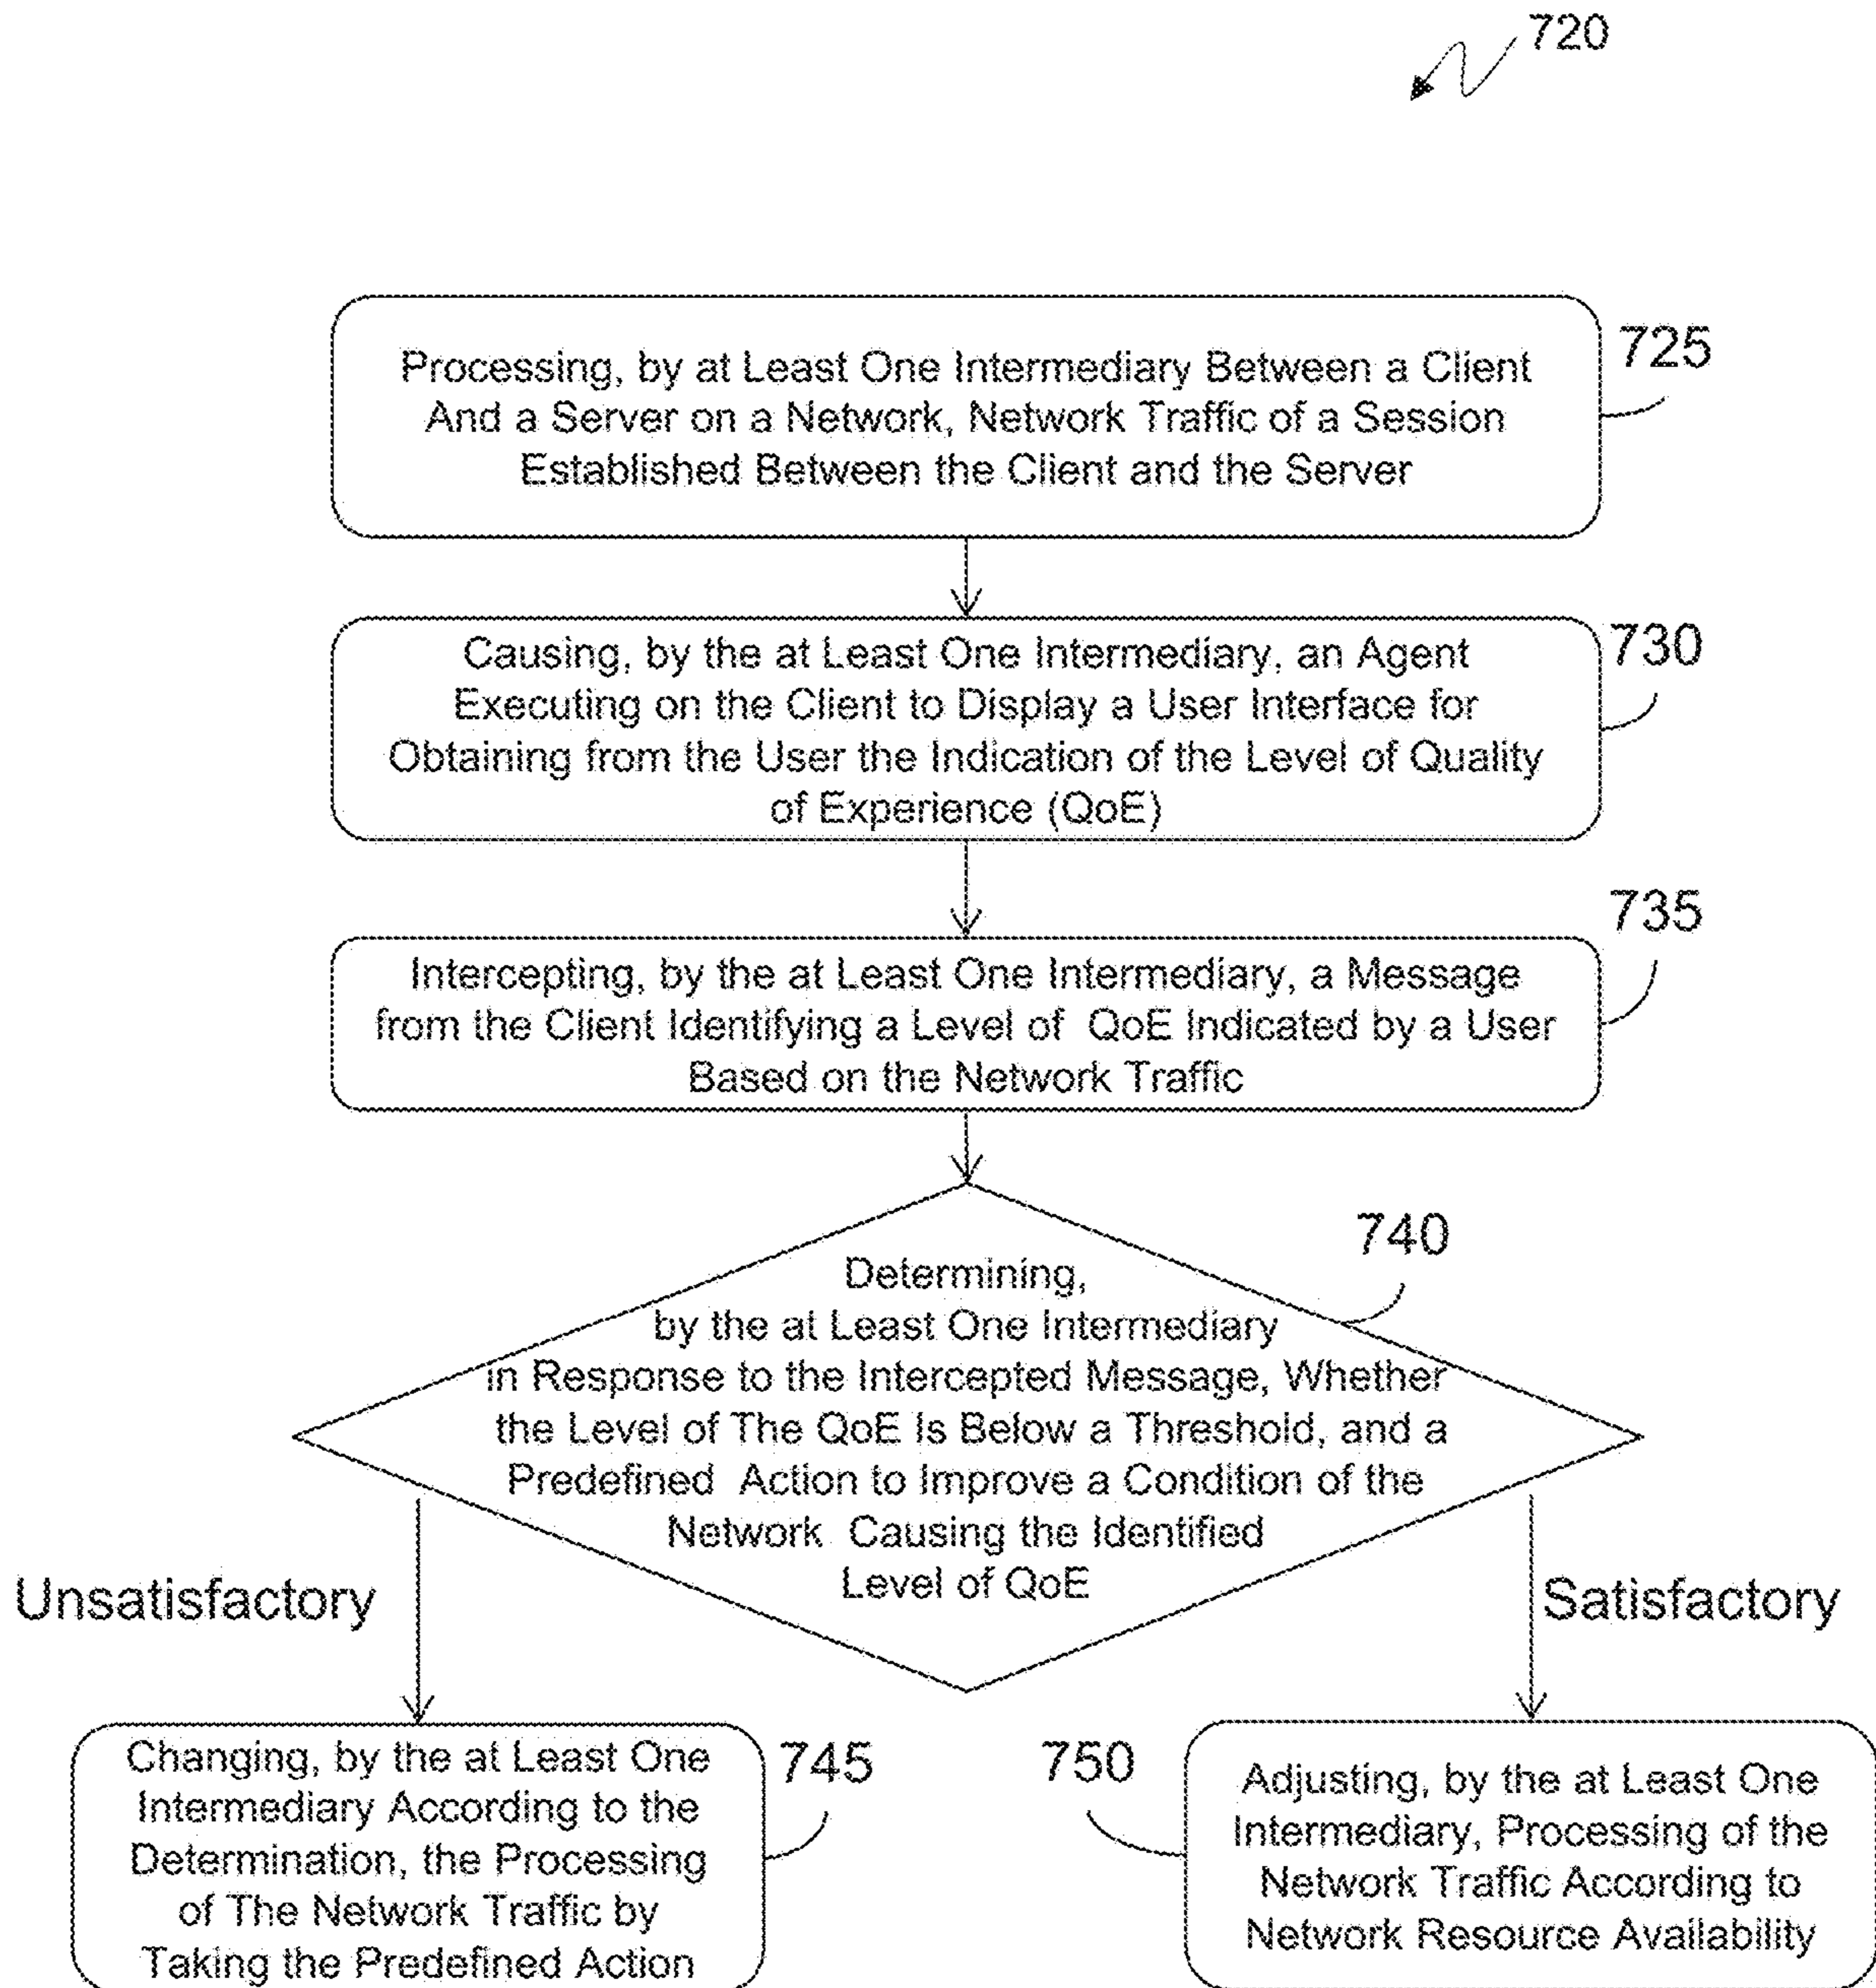 720
Processing, by at Least One Intermediary Between a Client
And a Server on a Network, Network Traffic of a Session
Established Between the Client and the Server
725
Causing, by the at Least One Intermediary, an Agent
Executing on the Client to Display a User Interface for
Obtaining from the User the Indication of the Level of Quality
of Experience (QoE)
730
Intercepting, by the at Least One Intermediary, a Message
from the Client Identifying a Level of QoE Indicated by a User
Based on the Network Traffic
735
740
Determining,
by the at Least One Intermediary
in Response to the Intercepted Message, Whether
the Level of The QoE Is Below a Threshold, and a
Predefined Action to Improve a Condition of the
Network Causing the Identified
Level of QoE
Unsatisfactory
Satisfactory
Changing, by the at Least One
Intermediary According to the
Determination, the Processing
of The Network Traffic by
Taking the Predefined Action
745
750
Adjusting, by the at Least One
Intermediary, Processing of the
Network Traffic According to
Network Resource Availability